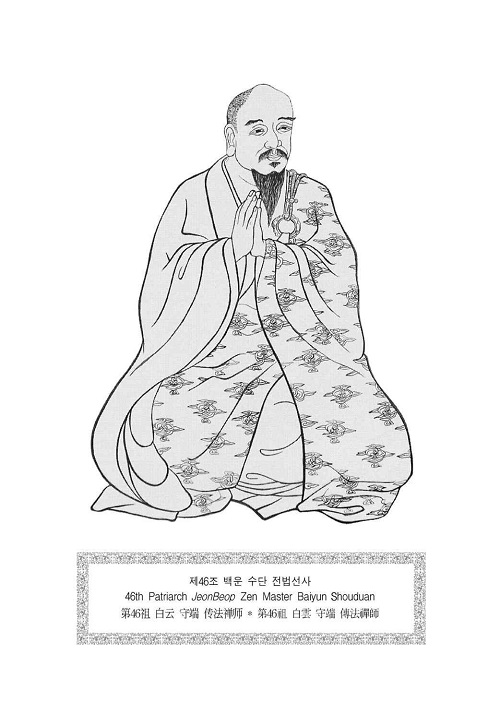 제46조 백운 수단 전법선사
46th Patriarch JeonBeop Zen Master Baiyun Shouduan
第46祖 白云 守端 传法禅师 * 第46祖 白雲 守端 傳法禪師